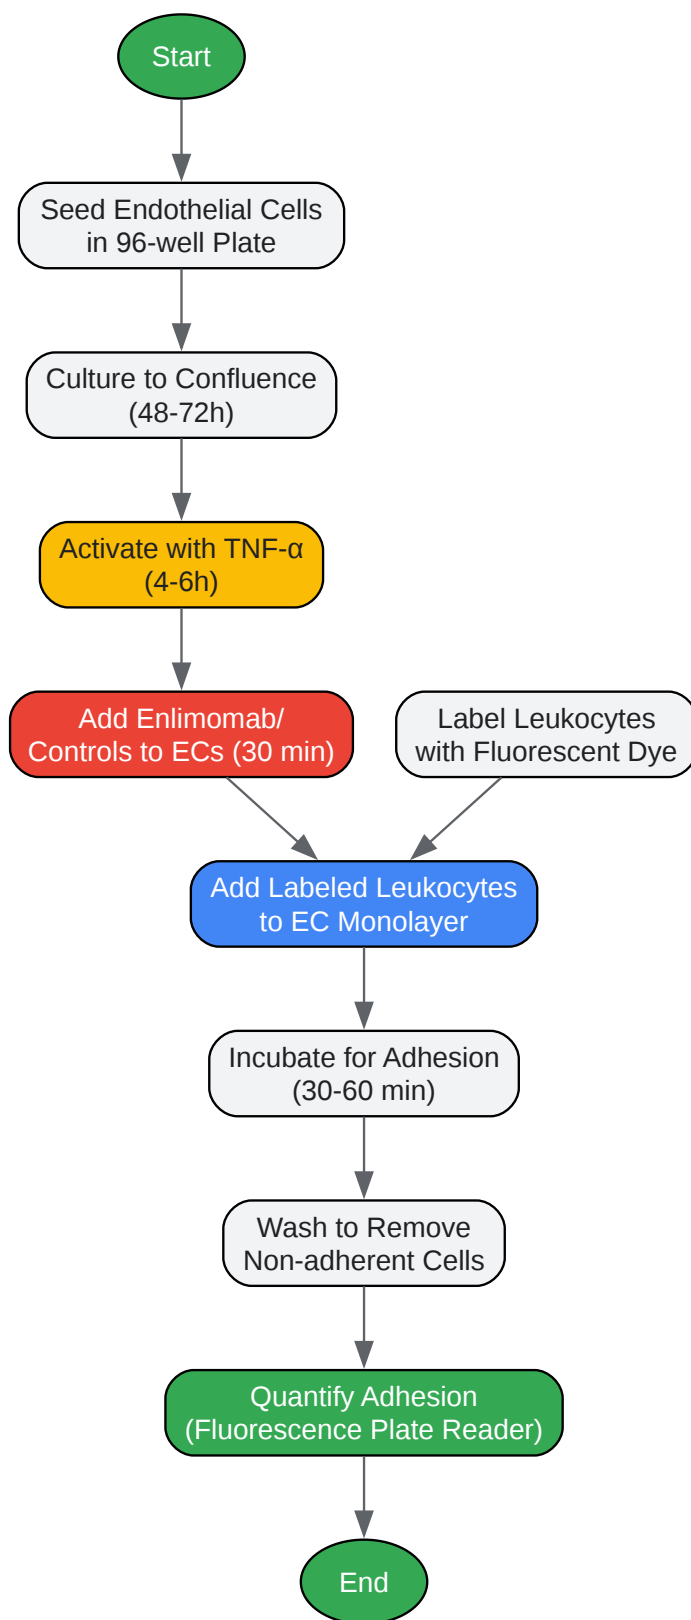 Start
Seed Endothelial Cells
in 96-well Plate
Culture to Confluence
(48-72h)
Activate with TNF-α
(4-6h)
Add Enlimomab/
Controls to ECs (30 min)
Label Leukocytes
with Fluorescent Dye
Add Labeled Leukocytes
to EC Monolayer
Incubate for Adhesion
(30-60 min)
Wash to Remove
Non-adherent Cells
Quantify Adhesion
(Fluorescence Plate Reader)
End